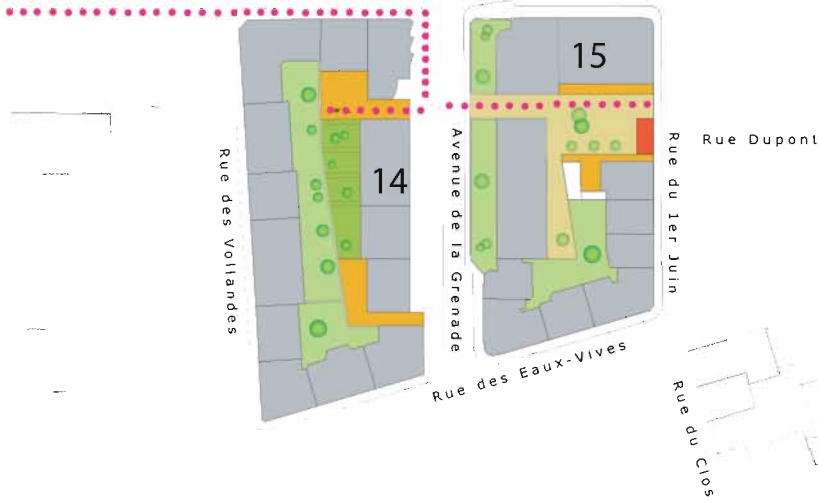 15
Rue Dupont
14
Rue des Vollandes
Avenue de la Grenade
Rue du 1er Juin
Rue des Eaux-Vives
Rue du Clos